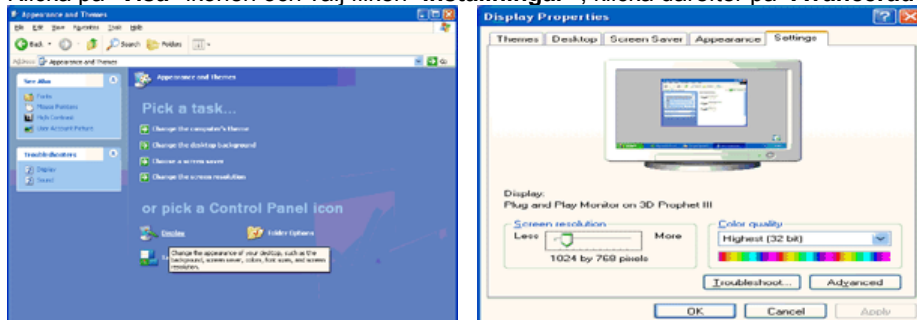 Klicka på "Visa"-ikonen och välj fliken "Inställningar", klicka därefter på "Avancerad
Appearance and Themes
File Edit View Favorites Tools Help
Back Search Folders
Address Appearance and Themes Go
See Also
Fonts
Mouse Pointers
High Contrast
User Account Picture
Troubleshooters
Display
Sound
Appearance and Themes
Pick a task...
Change the computer's theme
Change the desktop background
Choose a screen saver
Change the screen resolution
or pick a Control Panel icon
Display
Folder Options
Change the appearance of your desktop, such as the
background, screen saver, colors, font sizes, and screen
resolution.
Display Properties
Themes Desktop Screen Saver Appearance Settings
Display:
Plug and Play Monitor on 3D Prophet III
Screen resolution
Less More
1024 by 768 pixels
Color quality
Highest (32 bit)
Troubleshoot... Advanced
OK Cancel Apply